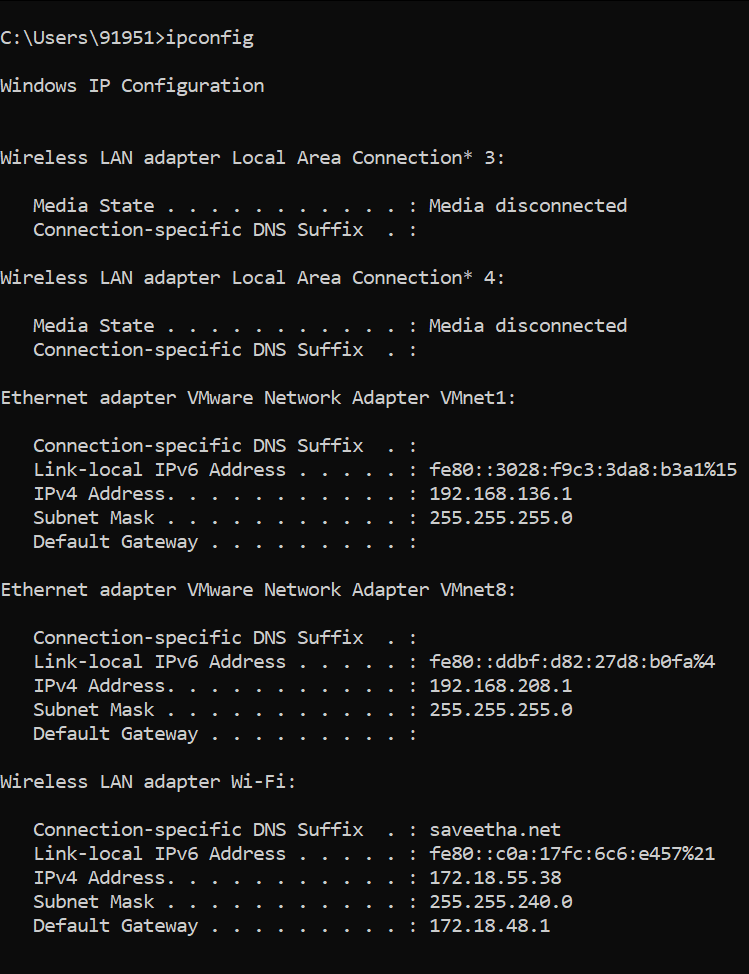 C:\Users\91951>ipconfig
Windows IP Configuration
Wireless LAN adapter Local Area Connection* 3:
Media State . . . . . . . . . . . : Media disconnected
Connection-specific DNS Suffix  . :
Wireless LAN adapter Local Area Connection* 4:
Media State . . . . . . . . . . . : Media disconnected
Connection-specific DNS Suffix  . :
Ethernet adapter VMware Network Adapter VMnet1:
Connection-specific DNS Suffix  . :
Link-local IPv6 Address . . . . . : fe80::3028:f9c3:3da8:b3a1%15
IPv4 Address. . . . . . . . . . . : 192.168.136.1
Subnet Mask . . . . . . . . . . . : 255.255.255.0
Default Gateway . . . . . . . . . :
Ethernet adapter VMware Network Adapter VMnet8:
Connection-specific DNS Suffix  . :
Link-local IPv6 Address . . . . . : fe80::ddbf:d82:27d8:b0fa%4
IPv4 Address. . . . . . . . . . . : 192.168.208.1
Subnet Mask . . . . . . . . . . . : 255.255.255.0
Default Gateway . . . . . . . . . :
Wireless LAN adapter Wi-Fi:
Connection-specific DNS Suffix  . : saveetha.net
Link-local IPv6 Address . . . . . : fe80::c0a:17fc:6c6:e457%21
IPv4 Address. . . . . . . . . . . : 172.18.55.38
Subnet Mask . . . . . . . . . . . : 255.255.240.0
Default Gateway . . . . . . . . . : 172.18.48.1